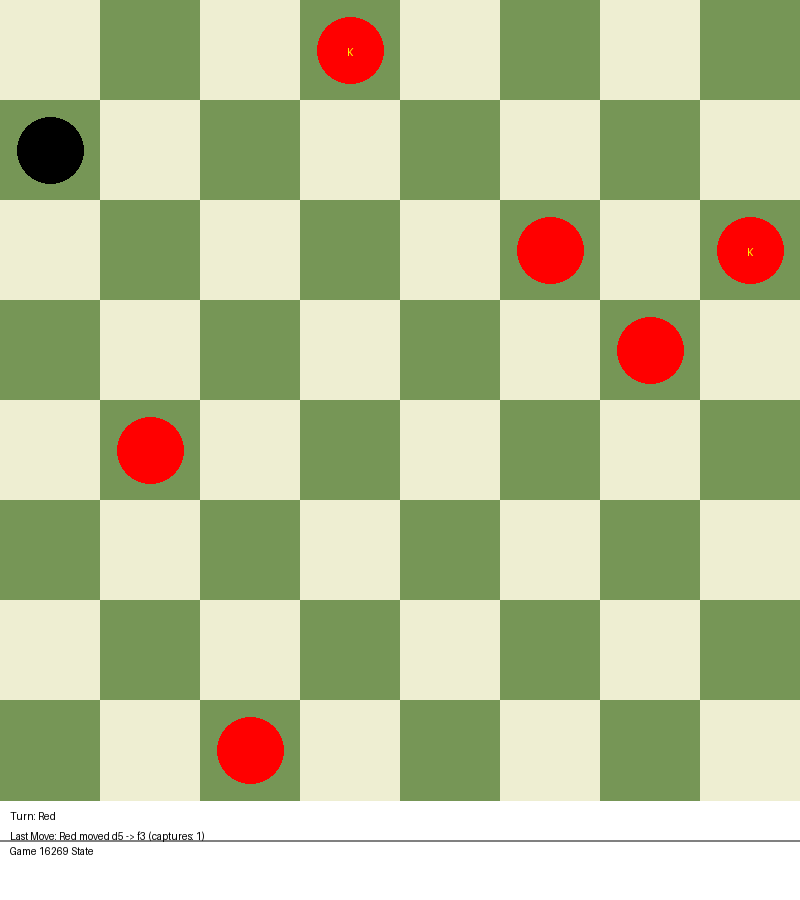 K
K
Turn: Red
Last Move: Red moved d5 -> f3 (captures: 1)
Game 16269 State